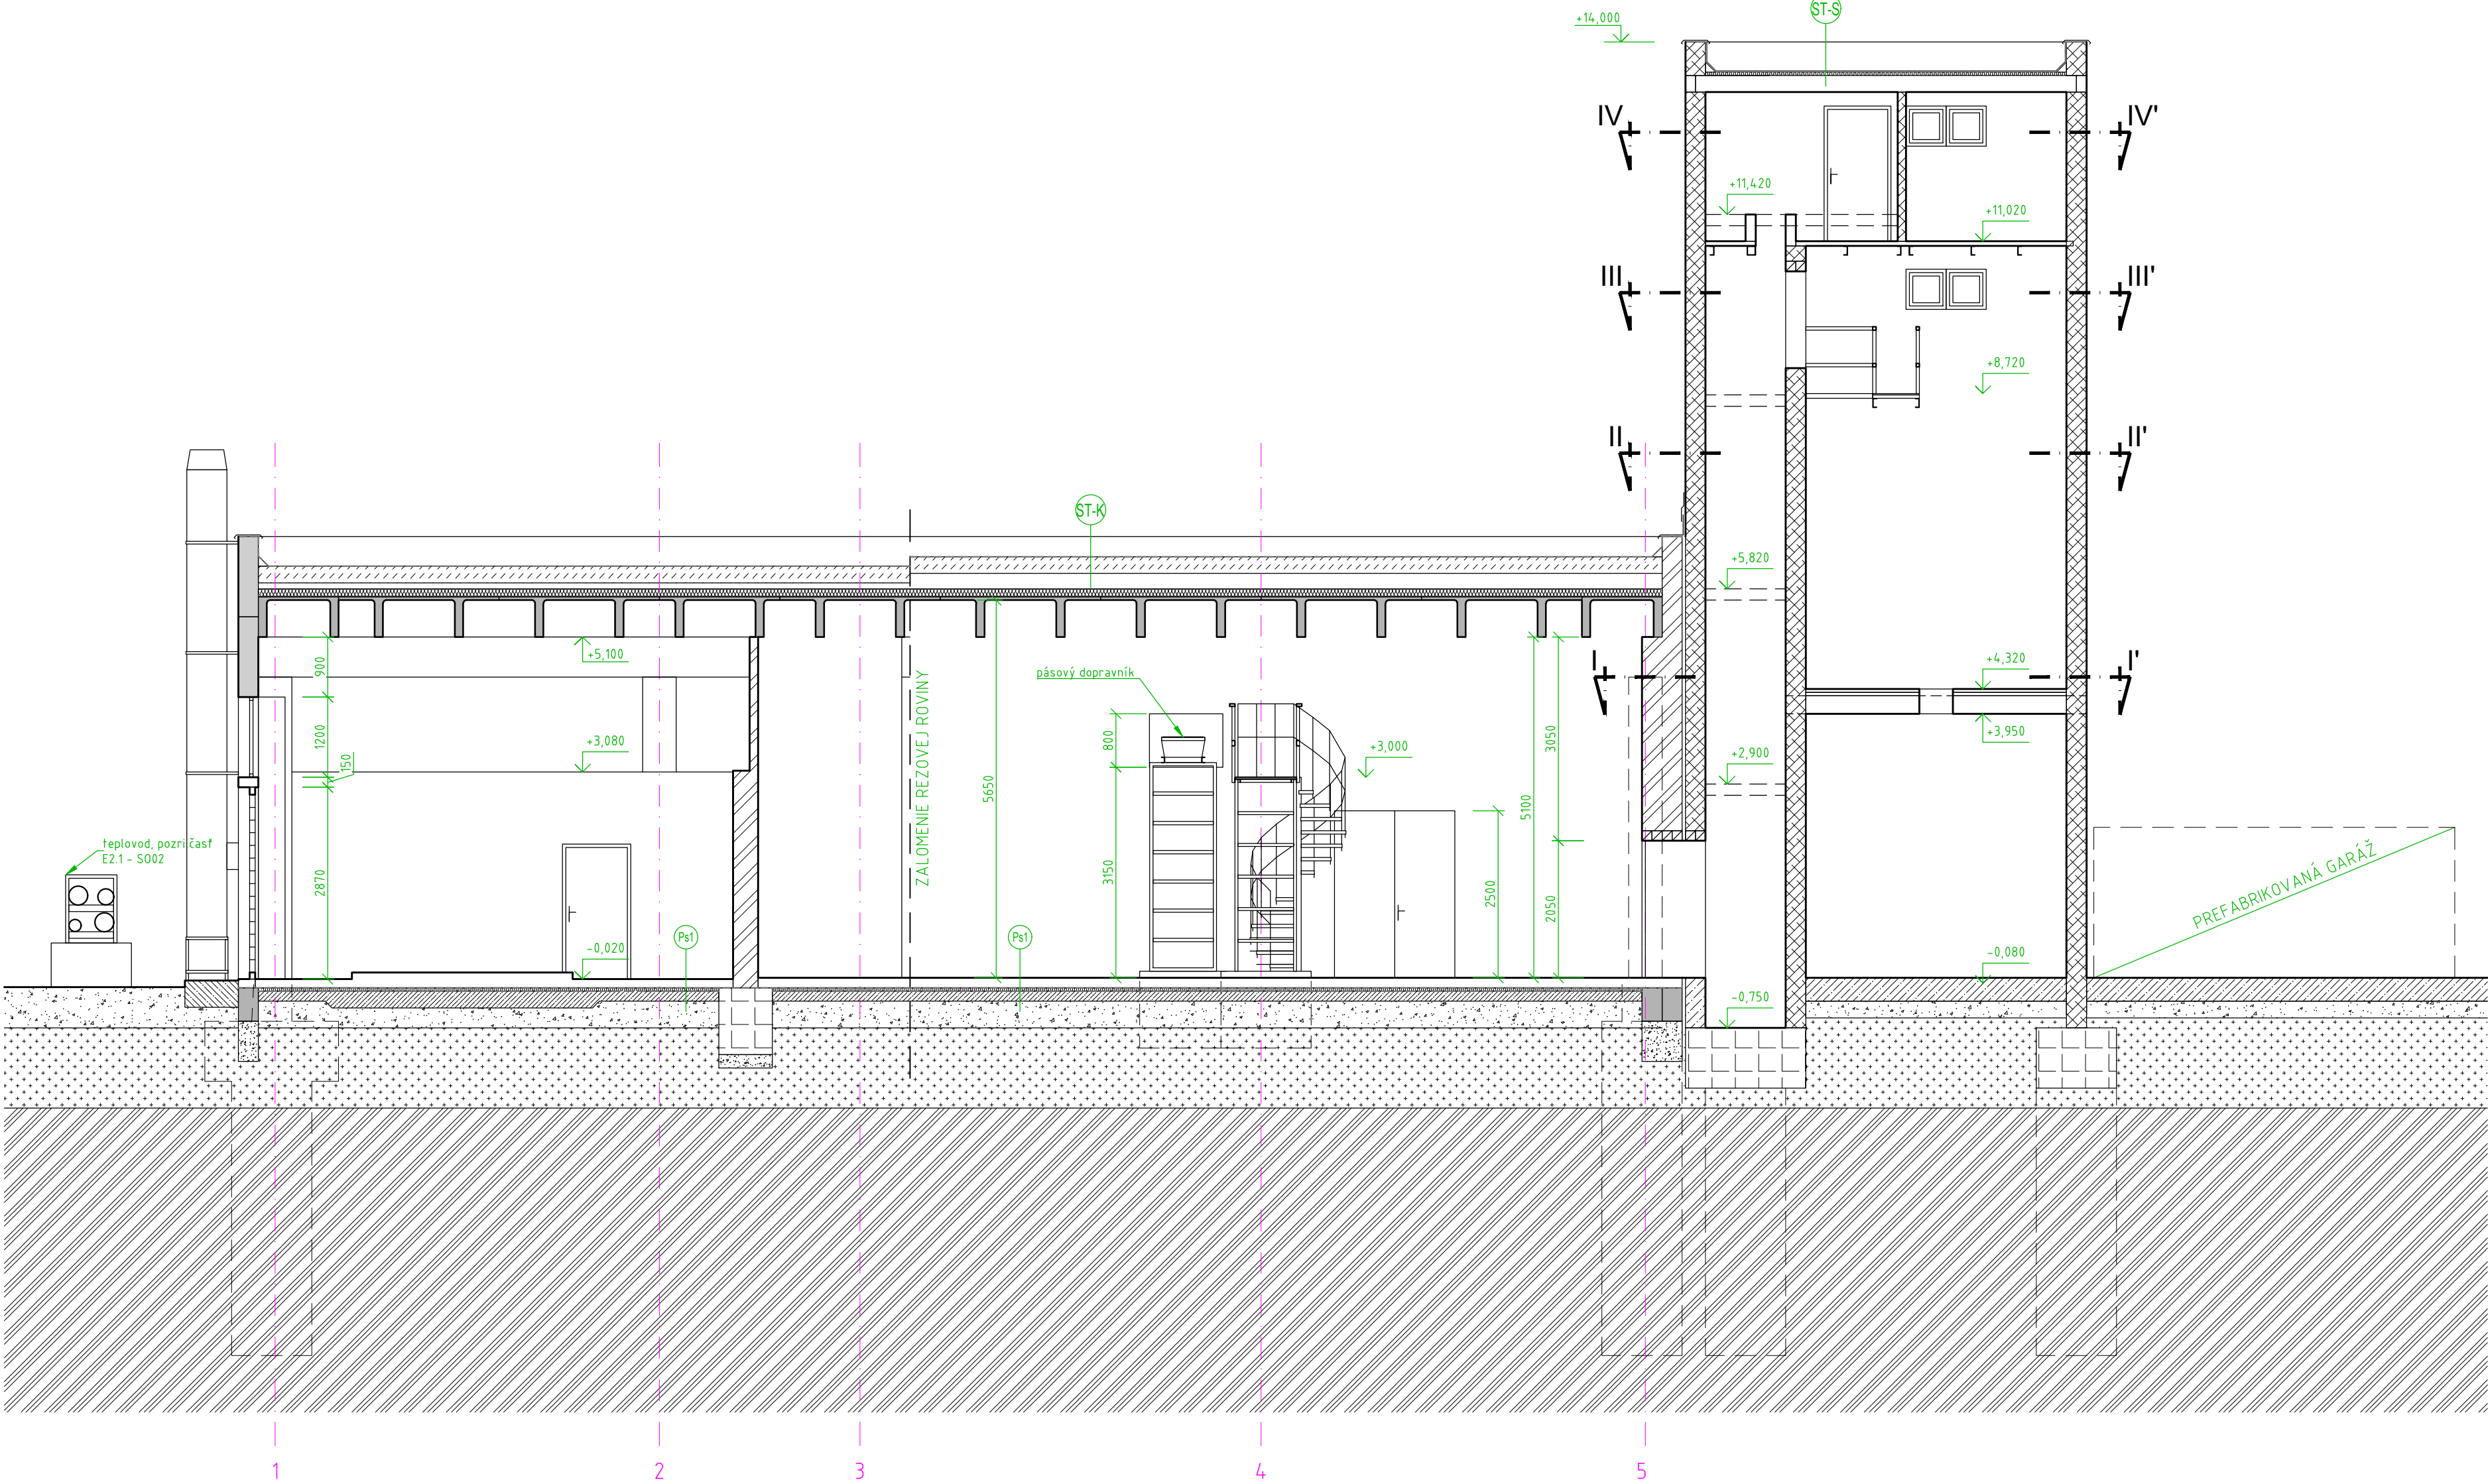 +14,000
ST-S
IV
IV'
+11,420
+11,020
III
III'
+8,720
II
II'
ST-K
+5,820
900
+5,100
I
I'
+4,320
pásový dopravník
ZALOMENIE REZOVEJ ROVINY
1200
150
+3,080
800
+3,000
3050
+2,900
+3,950
5650
5100
teplovod, pozri časť
E2.1 - SO02
2870
3150
2500
2050
PREFABRIKOVANÁ GARÁŽ
-0,020
Ps1
Ps1
-0,080
-0,750
1
2
3
4
5